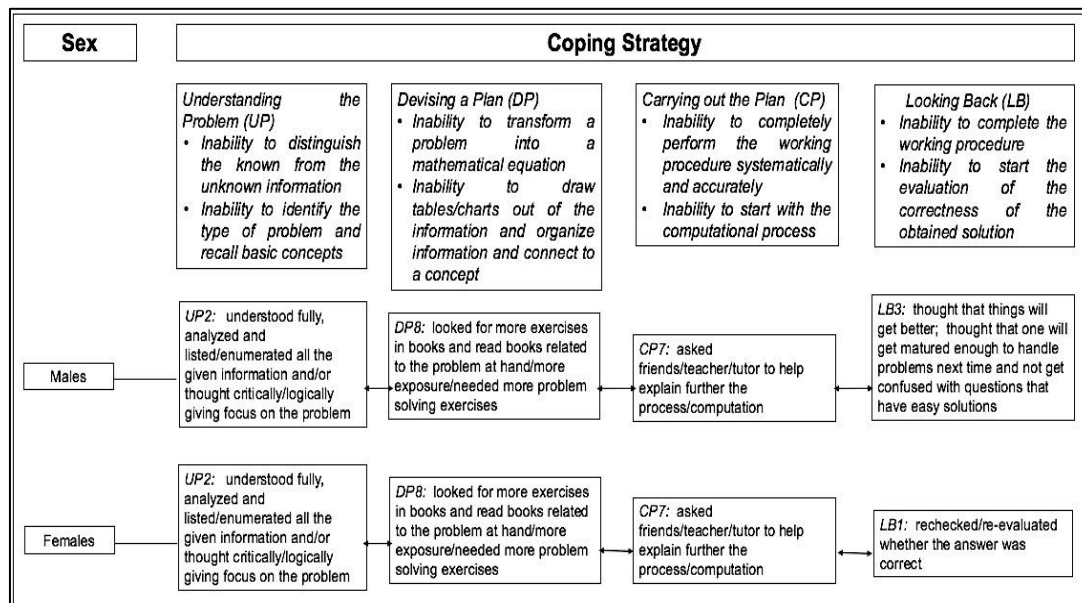 Sex
Coping Strategy
Understanding the
Problem (UP)
• Inability to distinguish
the known from the
unknown information
• Inability to identify the
type of problem and
recall basic concepts
Devising a Plan (DP)
• Inability to transform a
problem into a
mathematical equation
• Inability to draw
tables/charts out of the
information and organize
information and connect to
a concept
Carrying out the Plan (CP)
• Inability to completely
perform the working
procedure systematically
and accurately
• Inability to start with the
computational process
Looking Back (LB)
• Inability to complete the
working procedure
• Inability to start the
evaluation of the
correctness of the
obtained solution
Males
UP2: understood fully,
analyzed and
listed/enumerated all the
given information and/or
thought critically/logically
giving focus on the problem
DP8: looked for more exercises
in books and read books related
to the problem at hand/more
exposure/needed more problem
solving exercises
CP7: asked
friends/teacher/tutor to help
explain further the
process/computation
LB3: thought that things will
get better; thought that one will
get matured enough to handle
problems next time and not get
confused with questions that
have easy solutions
Females
UP2: understood fully,
analyzed and
listed/enumerated all the
given information and/or
thought critically/logically
giving focus on the problem
DP8: looked for more exercises
in books and read books related
to the problem at hand/more
exposure/needed more problem
solving exercises
CP7: asked
friends/teacher/tutor to help
explain further the
process/computation
LB1: rechecked/re-evaluated
whether the answer was
correct